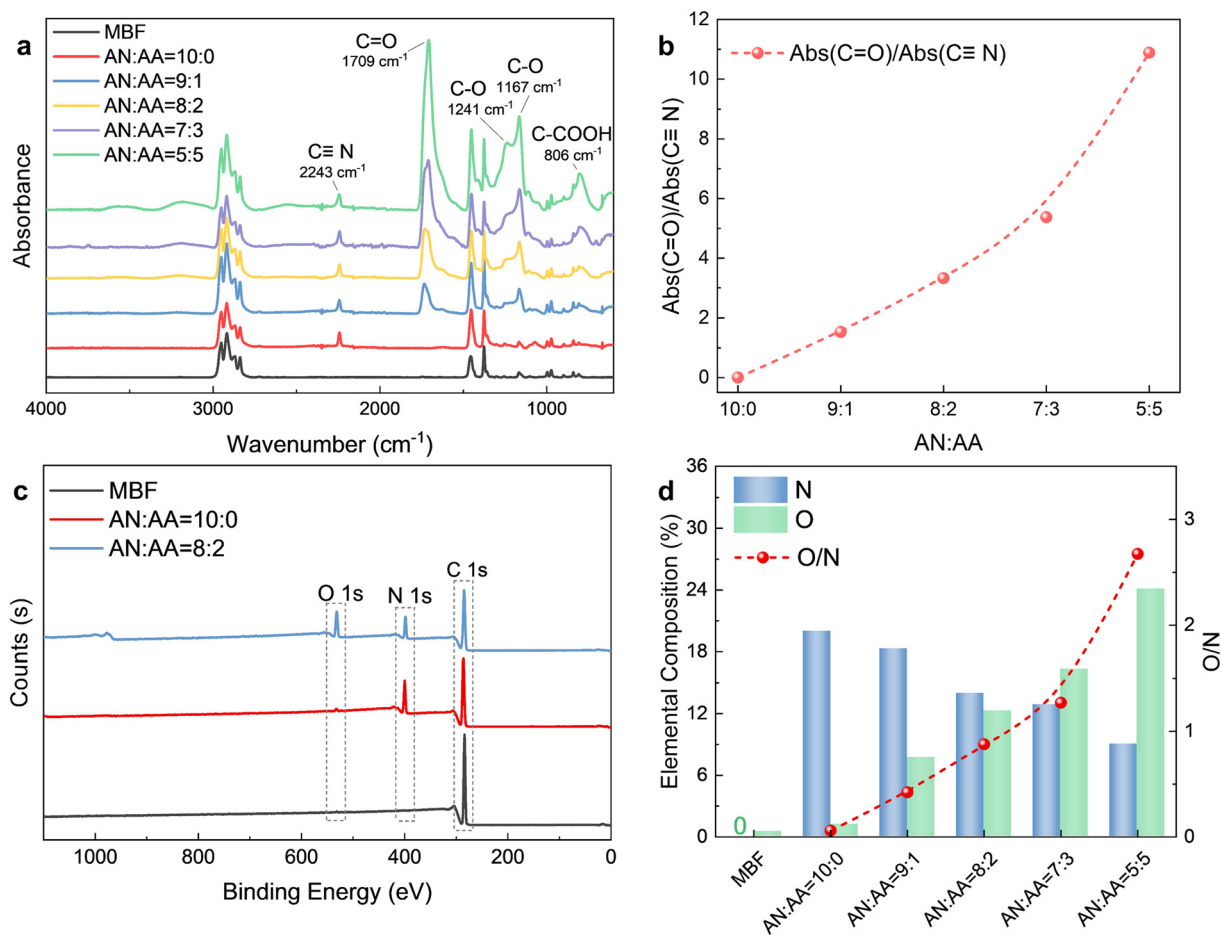 a
MBF
AN:AA=10:0
AN:AA=9:1
AN:AA=8:2
AN:AA=7:3
AN:AA=5:5
C=O
1709 cm⁻¹
C-O
1241 cm⁻¹
C-O
1167 cm⁻¹
C-COOH
806 cm⁻¹
C≡ N
2243 cm⁻¹
Absorbance
4000 3000 2000 1000
Wavenumber (cm⁻¹)
b
Abs(C=O)/Abs(C≡ N)
Abs(C=O)/Abs(C≡ N)
12
10
8
6
4
2
0
10:0 9:1 8:2 7:3 5:5
AN:AA
c
MBF
AN:AA=10:0
AN:AA=8:2
O 1s
N 1s
C 1s
Counts (s)
1000 800 600 400 200 0
Binding Energy (eV)
d
N
O
O/N
Elemental Composition (%)
36
30
24
18
12
6
0
0
3
2
1
0
O/N
MBF
AN:AA=10:0
AN:AA=9:1
AN:AA=8:2
AN:AA=7:3
AN:AA=5:5